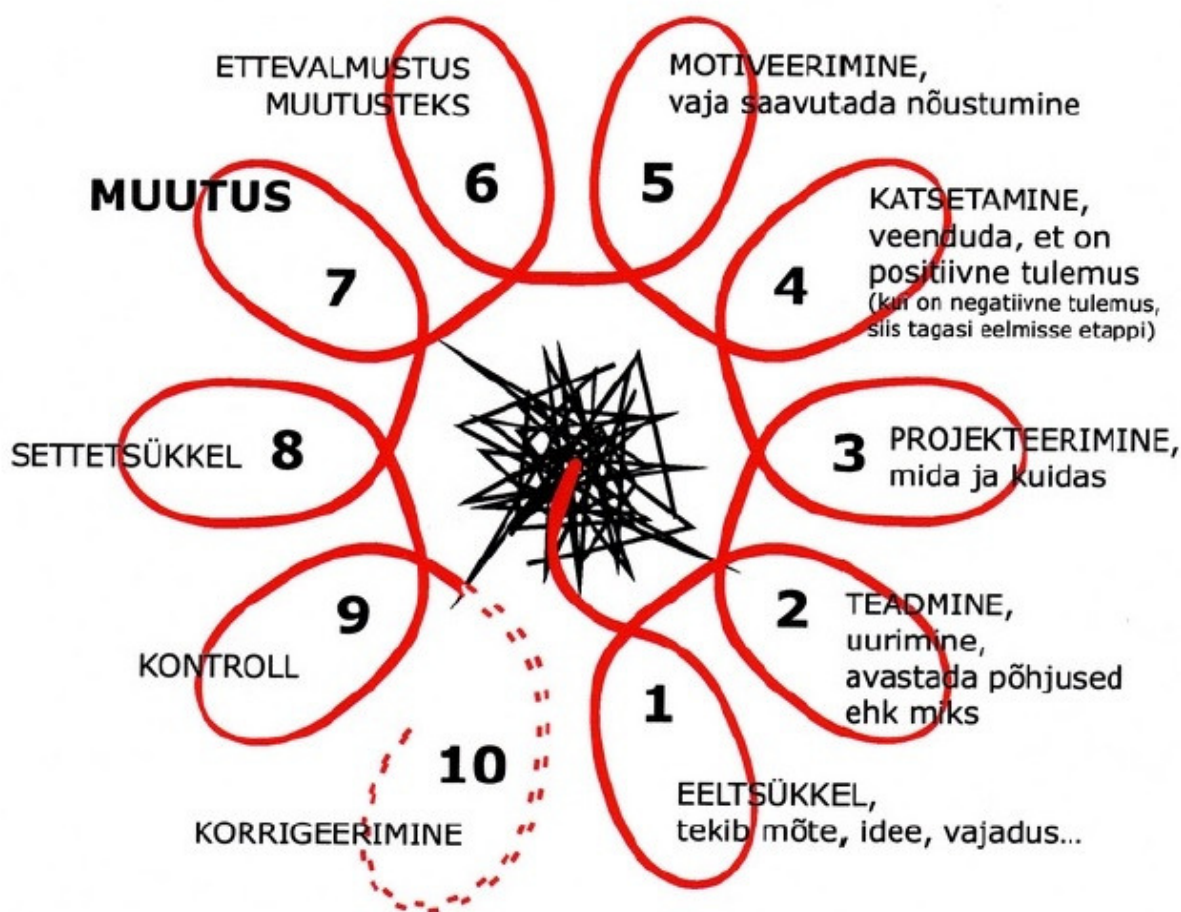 1
EELTSÜKKEL,
tekib mõte, idee, vajadus...
2
TEADMINE,
uurimine,
avastada põhjused
ehk miks
3
PROJEKTEERIMINE,
mida ja kuidas
4
KATSETAMINE,
veenduda, et on
positiivne tulemus
(kui on negatiivne tulemus,
siis tagasi eelmisse etappi)
5
MOTIVEERIMINE,
vaja saavutada nõustumine
6
ETTEVALMUSTUS
MUUTUSTEKS
7
MUUTUS
8
SETTETSÜKKEL
9
KONTROLL
10
KORRIGEERIMINE